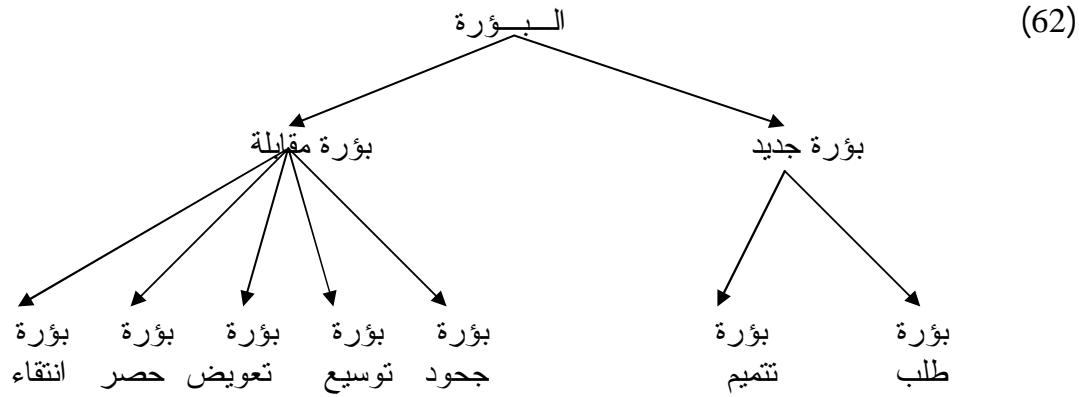 (62) الـــبـــؤرة
بؤرة جديد بؤرة مقابلة
بؤرة بؤرة بؤرة بؤرة بؤرة بؤرة بؤرة
طلب تتميم جحود توسيع تعويض حصر انتقاء